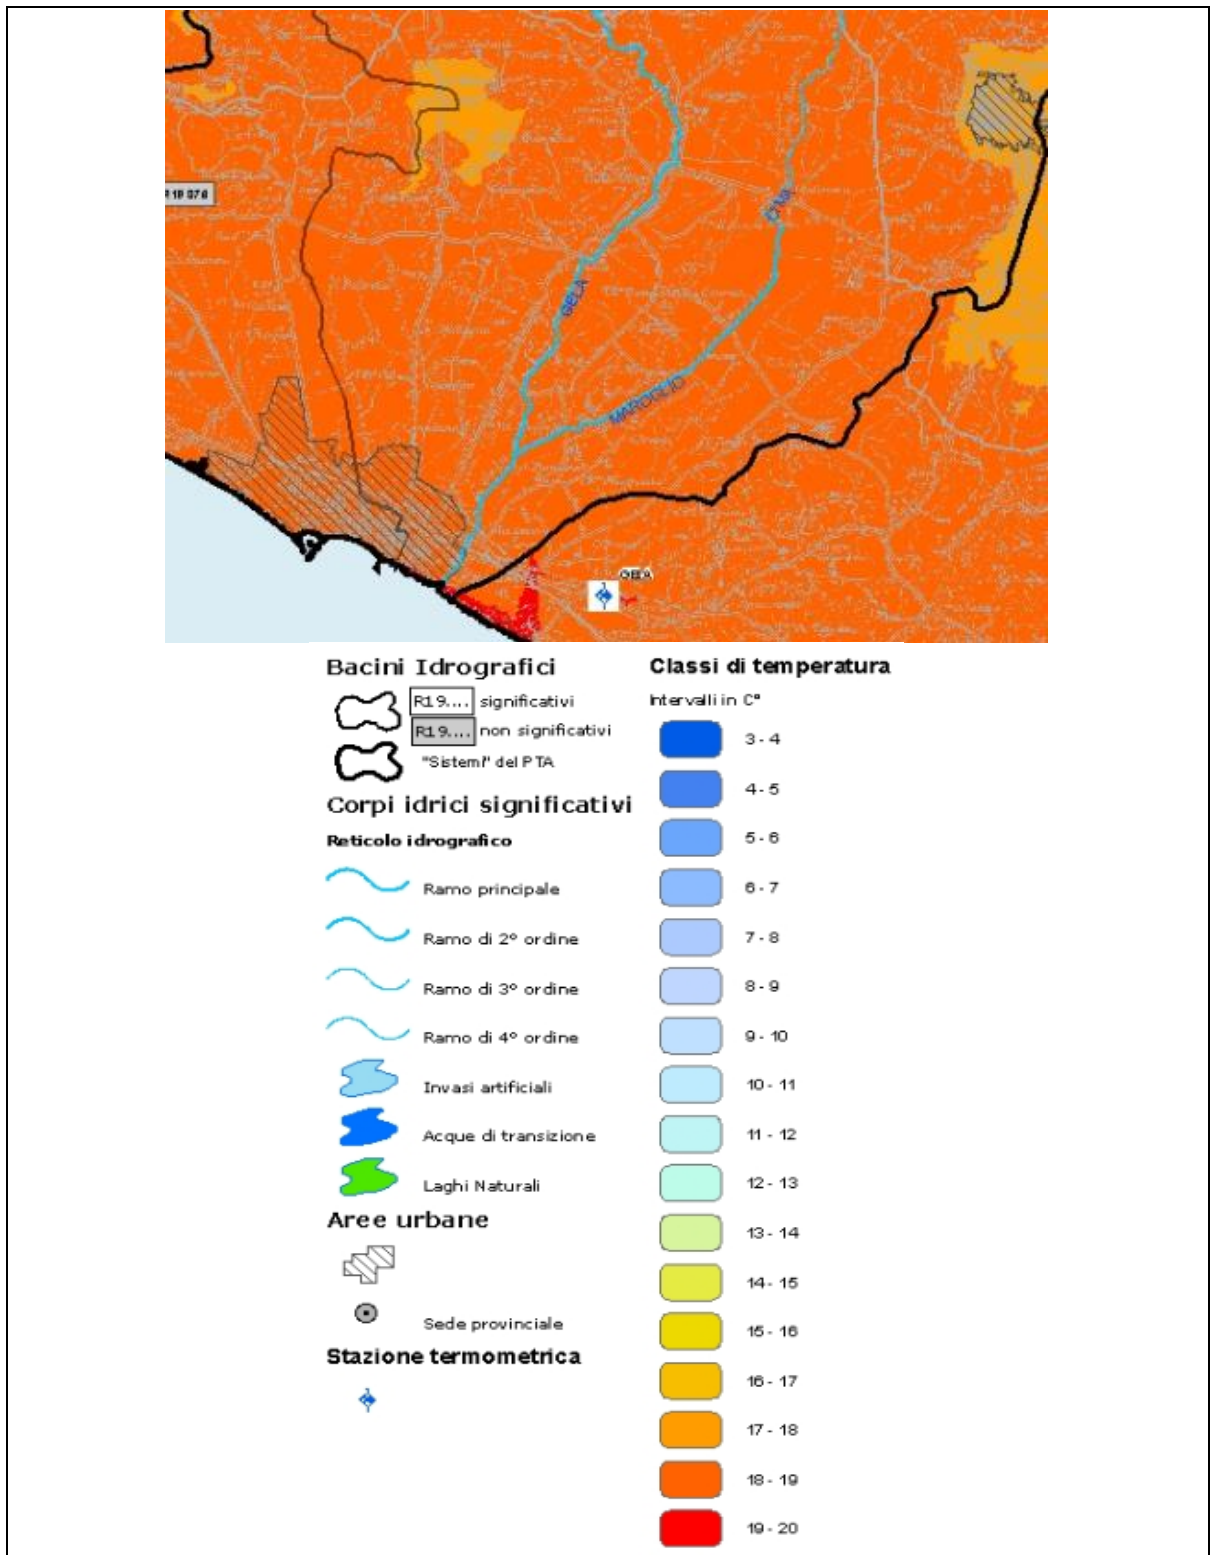 GELA
MAROGLIO
GELA
Bacini Idrografici
R19.... significativi
R19.... non significativi
"Sistemi" del PTA
Corpi idrici significativi
Reticolo idrografico
Ramo principale
Ramo di 2° ordine
Ramo di 3° ordine
Ramo di 4° ordine
Invasi artificiali
Acque di transizione
Laghi Naturali
Aree urbane
Sede provinciale
Stazione termometrica
Classi di temperatura
Intervalli in C°
3 - 4
4 - 5
5 - 6
6 - 7
7 - 8
8 - 9
9 - 10
10 - 11
11 - 12
12 - 13
13 - 14
14 - 15
15 - 16
16 - 17
17 - 18
18 - 19
19 - 20